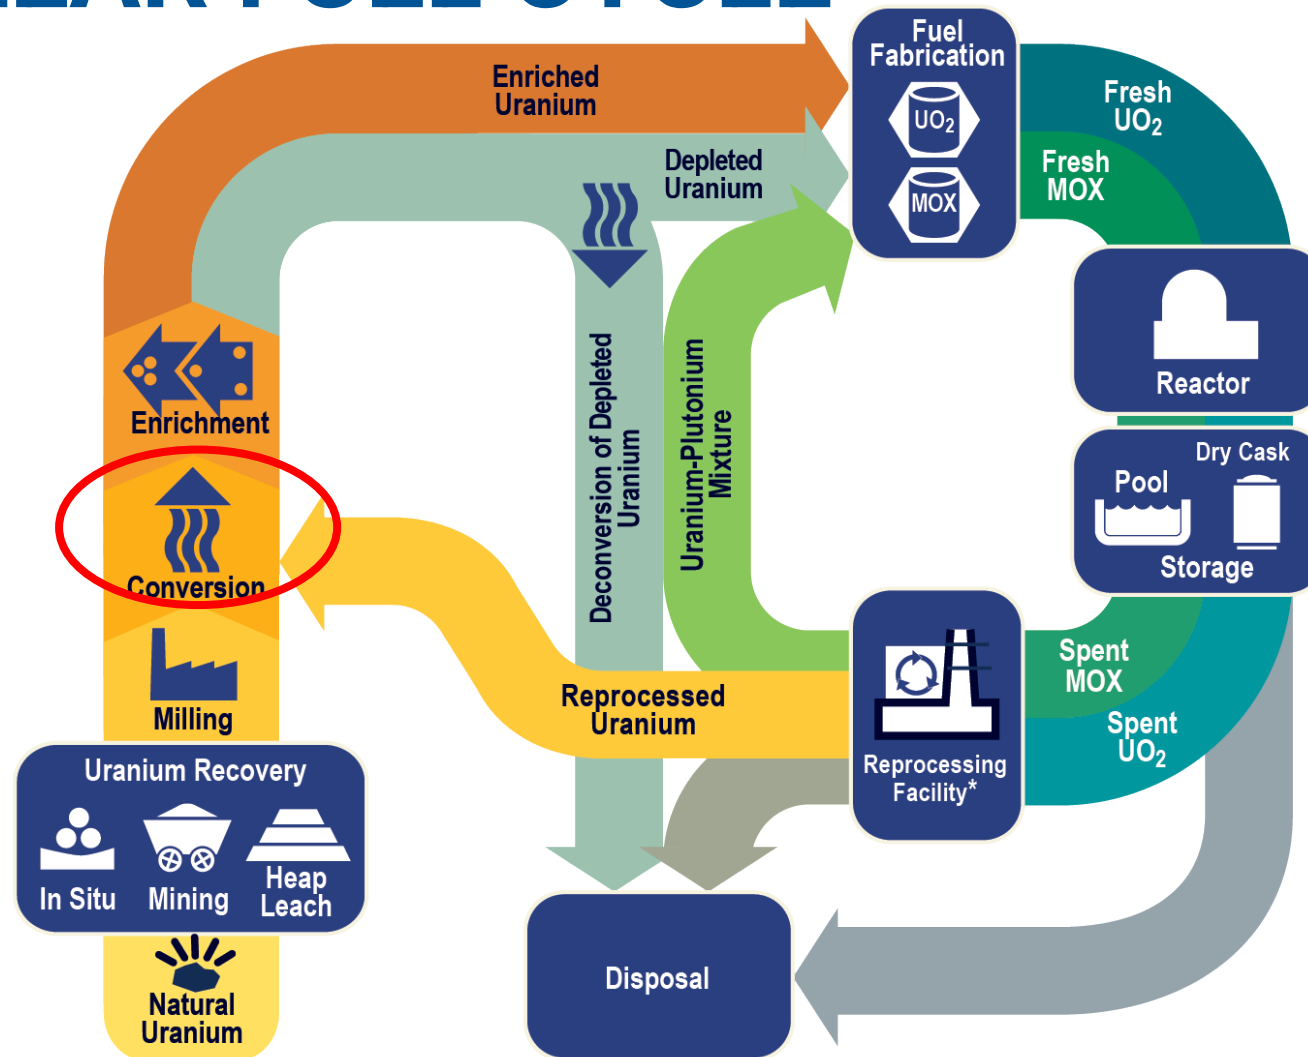 Enriched
Uranium
Depleted
Uranium
Fuel
Fabrication
UO₂
MOX
Fresh
UO₂
Fresh
MOX
Reactor
Dry Cask
Pool
Storage
Enrichment
Conversion
Milling
Uranium Recovery
In Situ
Mining
Heap
Leach
Natural
Uranium
Deconversion of Depleted
Uranium
Uranium-Plutonium
Mixture
Reprocessed
Uranium
Reprocessing
Facility*
Spent
MOX
Spent
UO₂
Disposal